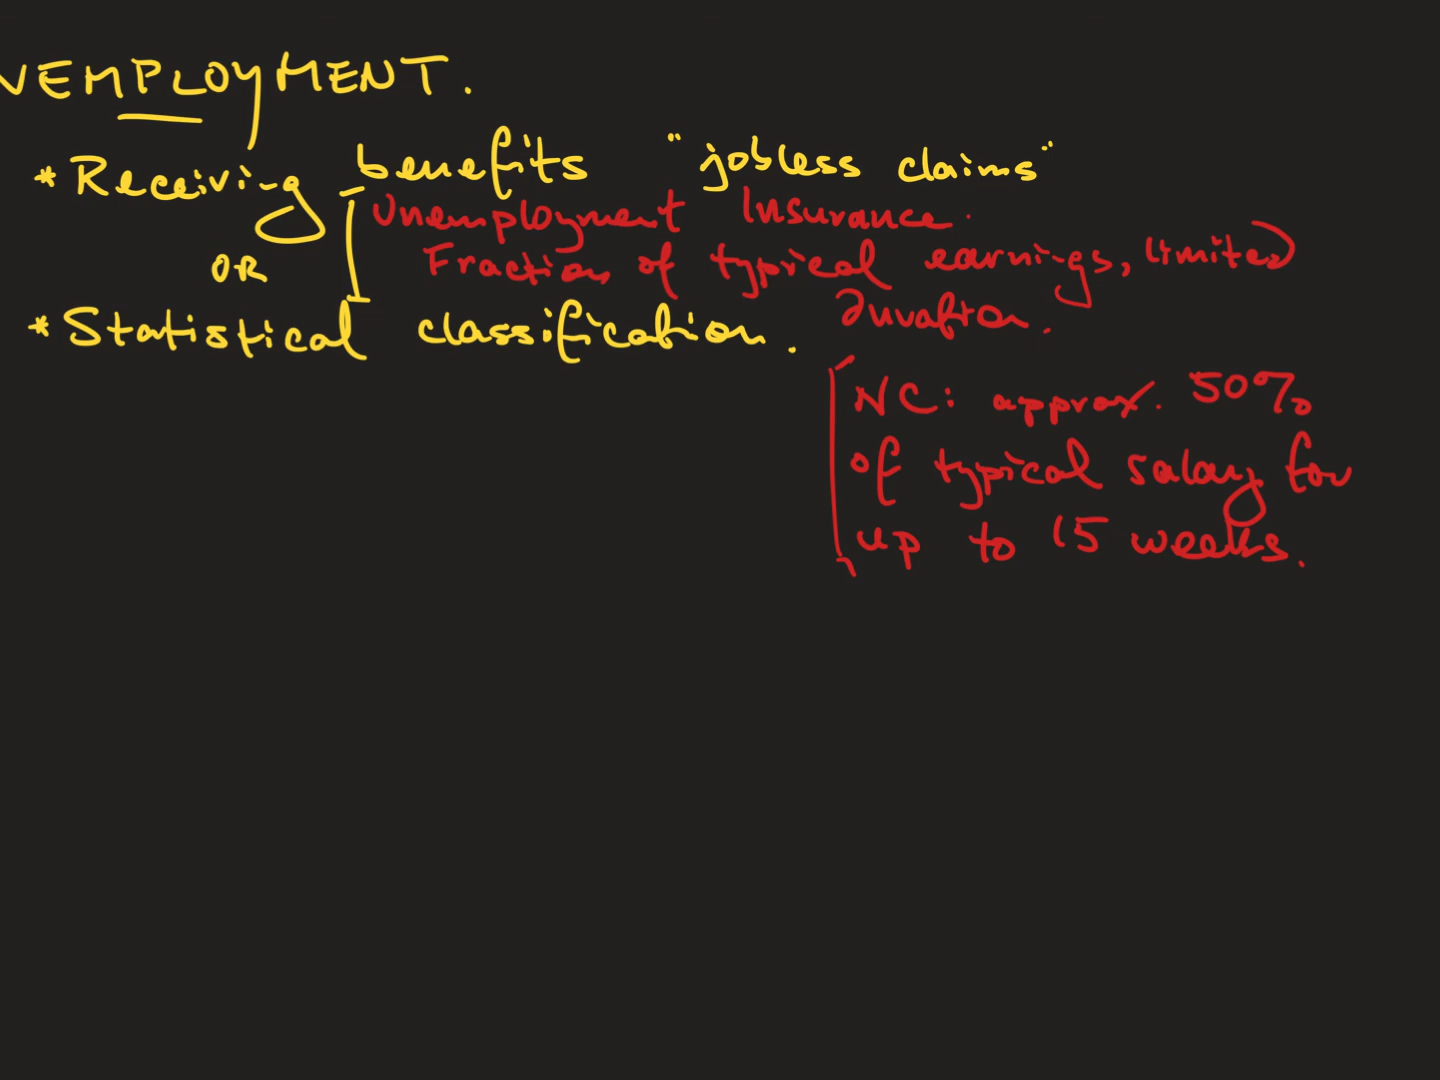 NEMPLOYMENT.
* Receiving benefits "jobless claims"
Unemployment Insurance.
OR Fraction of typical earnings, limited
duration.
* Statistical classification.
NC: approx. 50%
of typical salary for
up to 15 weeks.